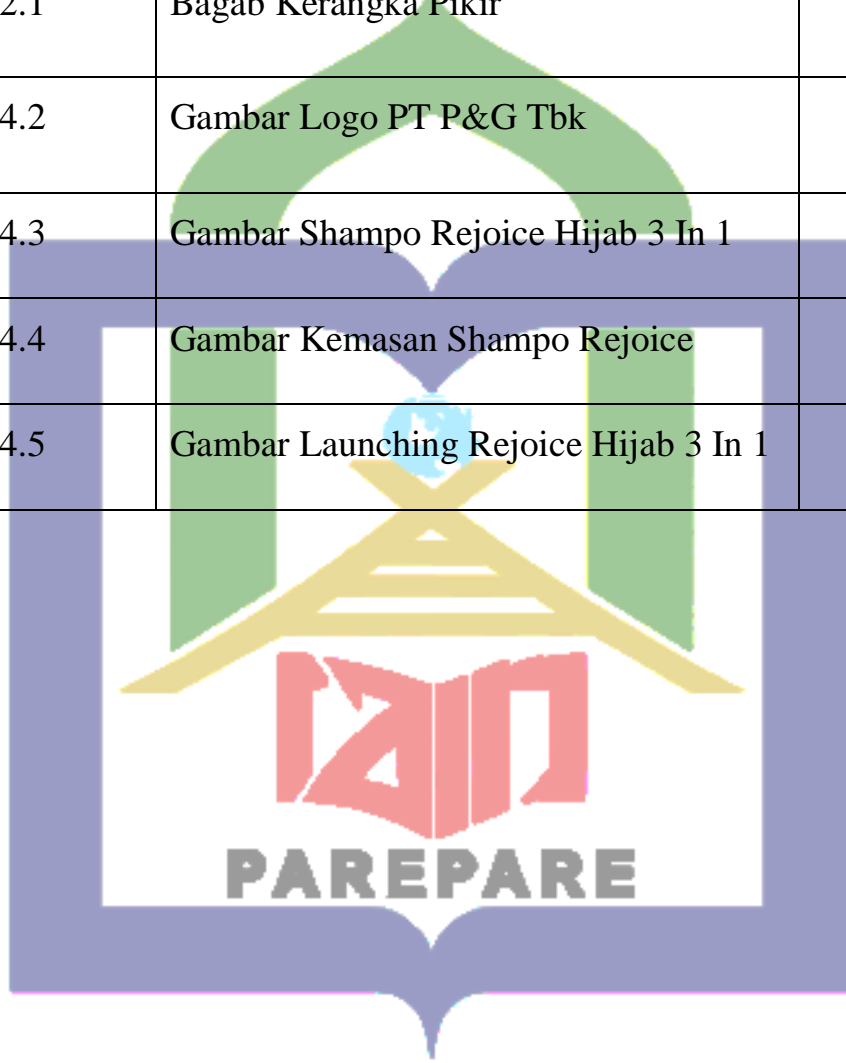 2.1 Bagab Kerangka Pikir
4.2 Gambar Logo PT P&G Tbk
4.3 Gambar Shampo Rejoice Hijab 3 In 1
4.4 Gambar Kemasan Shampo Rejoice
4.5 Gambar Launching Rejoice Hijab 3 In 1
iain
PAREPARE